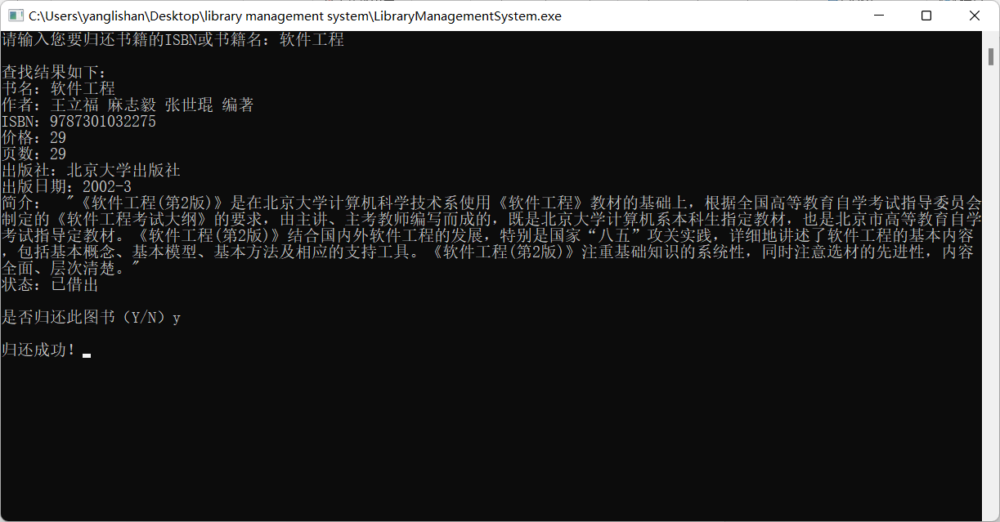 C:\Users\yanglishan\Desktop\library management system\LibraryManagementSystem.exe
请输入您要归还书籍的ISBN或书籍名：软件工程
查找结果如下：
书名：软件工程
作者：王立福 麻志毅 张世琨 编著
ISBN：9787301032275
价格：29
页数：29
出版社：北京大学出版社
出版日期：2002-3
简介：  "《软件工程(第2版)》是在北京大学计算机科学技术系使用《软件工程》教材的基础上，根据全国高等教育自学考试指导委员会
制定的《软件工程考试大纲》的要求，由主讲、主考教师编写而成的，既是北京大学计算机系本科生指定教材，也是北京市高等教育自学
考试指导定教材。《软件工程(第2版)》结合国内外软件工程的发展，特别是国家“八五”攻关实践，详细地讲述了软件工程的基本内容
，包括基本概念、基本模型、基本方法及相应的支持工具。《软件工程(第2版)》注重基础知识的系统性，同时注意选材的先进性，内容
全面、层次清楚。"
状态：已借出
是否归还此图书（Y/N）y
归还成功！